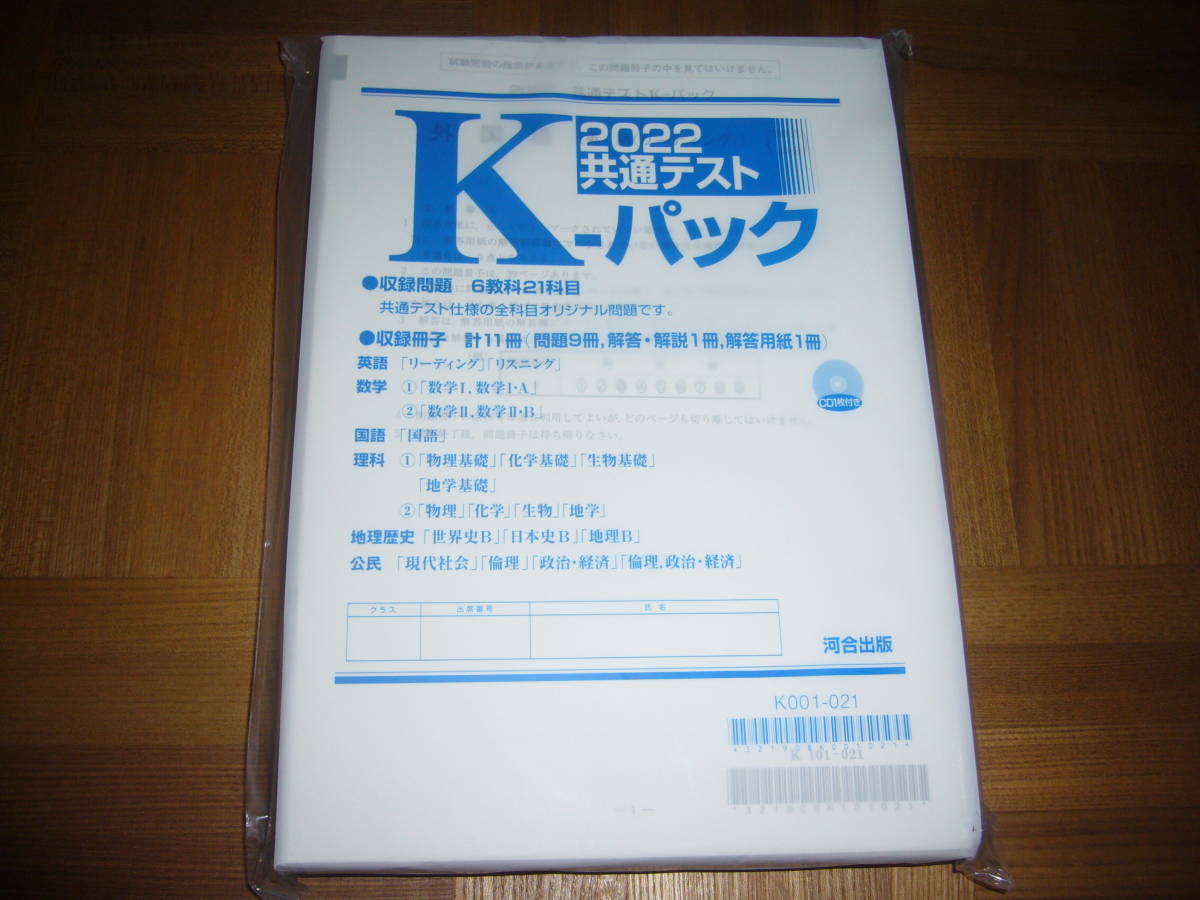 この問題冊子の中を見てはいけません。
共通テストK-パック
K-パック
2022
共通テスト
●収録問題 6教科21科目
共通テスト仕様の全科目オリジナル問題です。
●収録冊子 計11冊(問題9冊,解答・解説1冊,解答用紙1冊)
英語 「リーディング」「リスニング」
数学 ①「数学Ⅰ,数学Ⅰ・A」
②「数学Ⅱ,数学Ⅱ・B」
CD1枚付き
国語 「国語」
理科 ①「物理基礎」「化学基礎」「生物基礎」
「地学基礎」
②「物理」「化学」「生物」「地学」
地理歴史 「世界史B」「日本史B」「地理B」
公民 「現代社会」「倫理」「政治・経済」「倫理,政治・経済」
クラス 出席番号 氏名
河合出版
K001-021
K 101-021
－1－